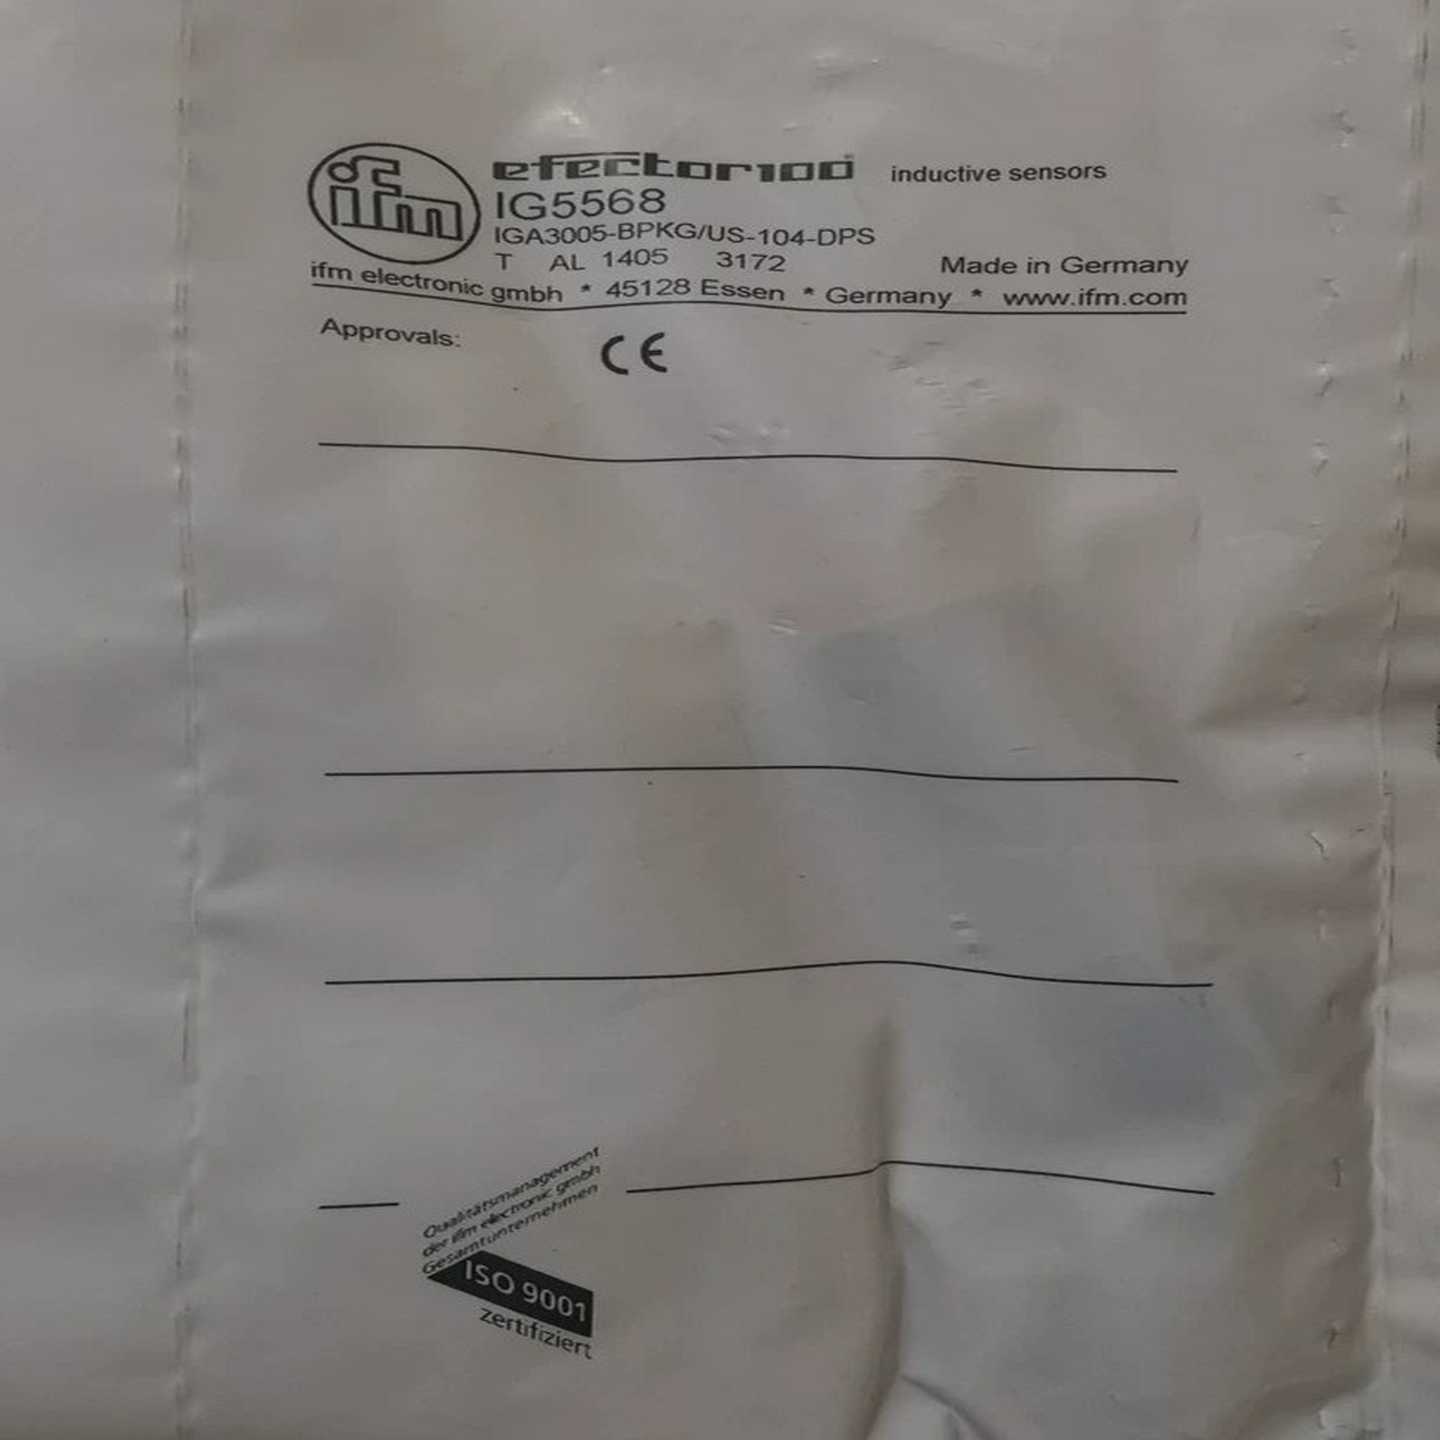 ifm
efector100
inductive sensors
IG5568
IGA3005-BPKG/US-104-DPS
T AL 1405 3172
Made in Germany
ifm electronic gmbh * 45128 Essen * Germany * www.ifm.com
Approvals: CE
Qualitätsmanagement
der ifm electronic gmbh
Gesamtunternehmen
ISO 9001
zertifiziert